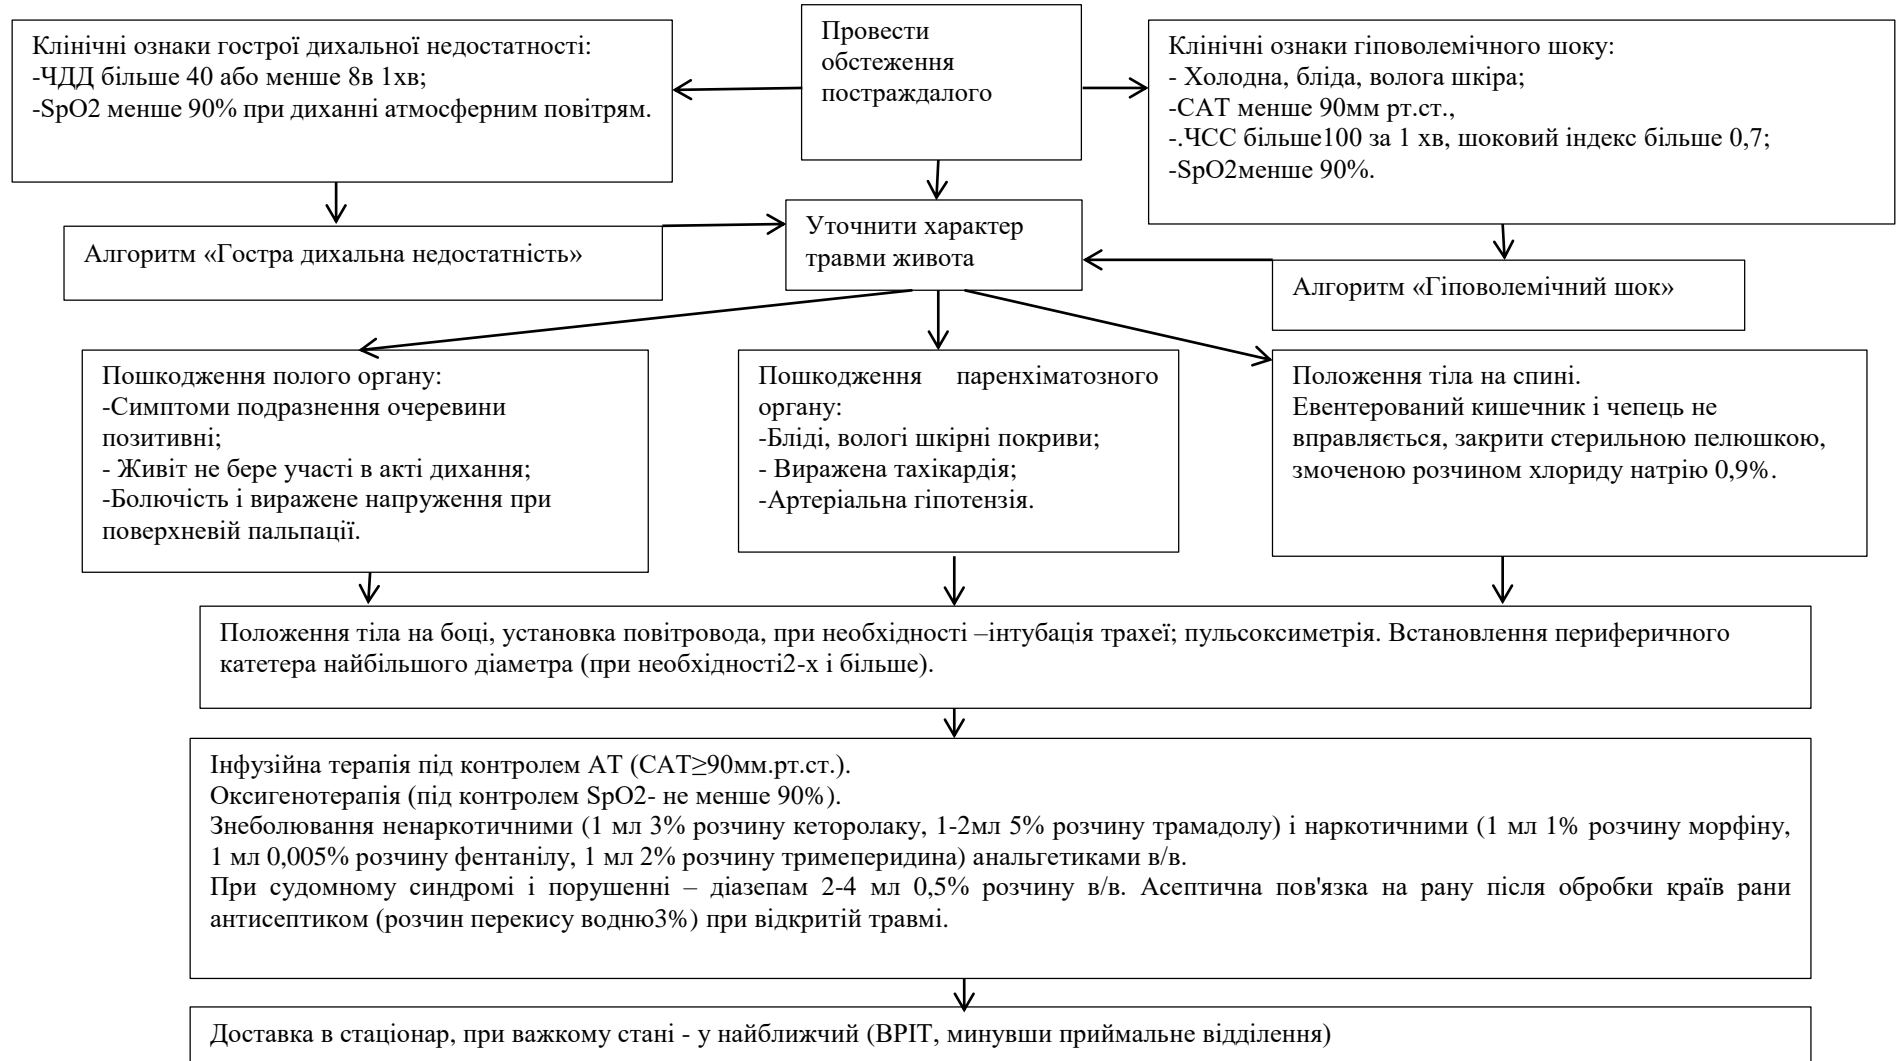 Клінічні ознаки гострої дихальної недостатності:
-ЧДД більше 40 або менше 8в 1хв;
-SpO2 менше 90% при диханні атмосферним повітрям.
Провести
обстеження
постраждалого
Клінічні ознаки гіповолемічного шоку:
- Холодна, бліда, волога шкіра;
-САТ менше 90мм рт.ст.,
-.ЧСС більше100 за 1 хв, шоковий індекс більше 0,7;
-SpO2менше 90%.
Алгоритм «Гостра дихальна недостатність»
Уточнити характер
травми живота
Алгоритм «Гіповолемічний шок»
Пошкодження полого органу:
-Симптоми подразнення очеревини
позитивні;
- Живіт не бере участі в акті дихання;
-Болючість і виражене напруження при
поверхневій пальпації.
Пошкодження паренхіматозного
органу:
-Бліді, вологі шкірні покриви;
- Виражена тахікардія;
-Артеріальна гіпотензія.
Положення тіла на спині.
Евентерований кишечник і чепець не
вправляється, закрити стерильною пелюшкою,
змоченою розчином хлориду натрію 0,9%.
Положення тіла на боці, установка повітровода, при необхідності –інтубація трахеї; пульсоксиметрія. Встановлення периферичного
катетера найбільшого діаметра (при необхідності2-х і більше).
Інфузійна терапія під контролем АТ (САТ≥90мм.рт.ст.).
Оксигенотерапія (під контролем SpO2- не менше 90%).
Знеболювання ненаркотичними (1 мл 3% розчину кеторолаку, 1-2мл 5% розчину трамадолу) і наркотичними (1 мл 1% розчину морфіну,
1 мл 0,005% розчину фентанілу, 1 мл 2% розчину тримеперидина) анальгетиками в/в.
При судомному синдромі і порушенні – діазепам 2-4 мл 0,5% розчину в/в. Асептична пов'язка на рану після обробки країв рани
антисептиком (розчин перекису водню3%) при відкритій травмі.
Доставка в стаціонар, при важкому стані - у найближчий (ВРІТ, минувши приймальне відділення)